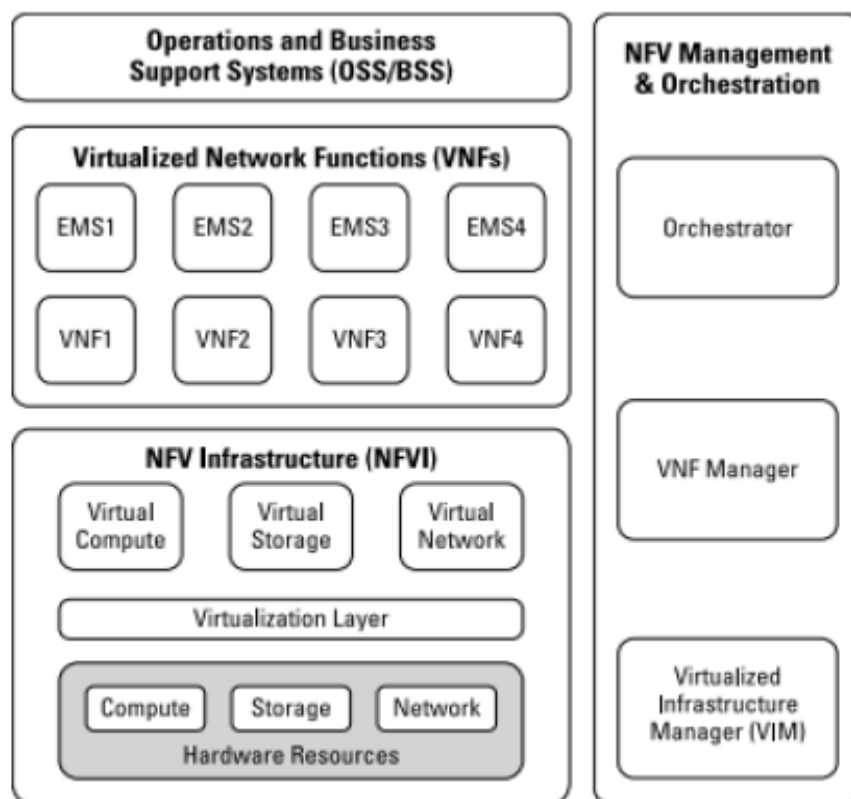 Operations and Business
Support Systems (OSS/BSS)
Virtualized Network Functions (VNFs)
EMS1 EMS2 EMS3 EMS4
VNF1 VNF2 VNF3 VNF4
NFV Infrastructure (NFVI)
Virtual Compute
Virtual Storage
Virtual Network
Virtualization Layer
Compute Storage Network
Hardware Resources
NFV Management
& Orchestration
Orchestrator
VNF Manager
Virtualized
Infrastructure
Manager (VIM)